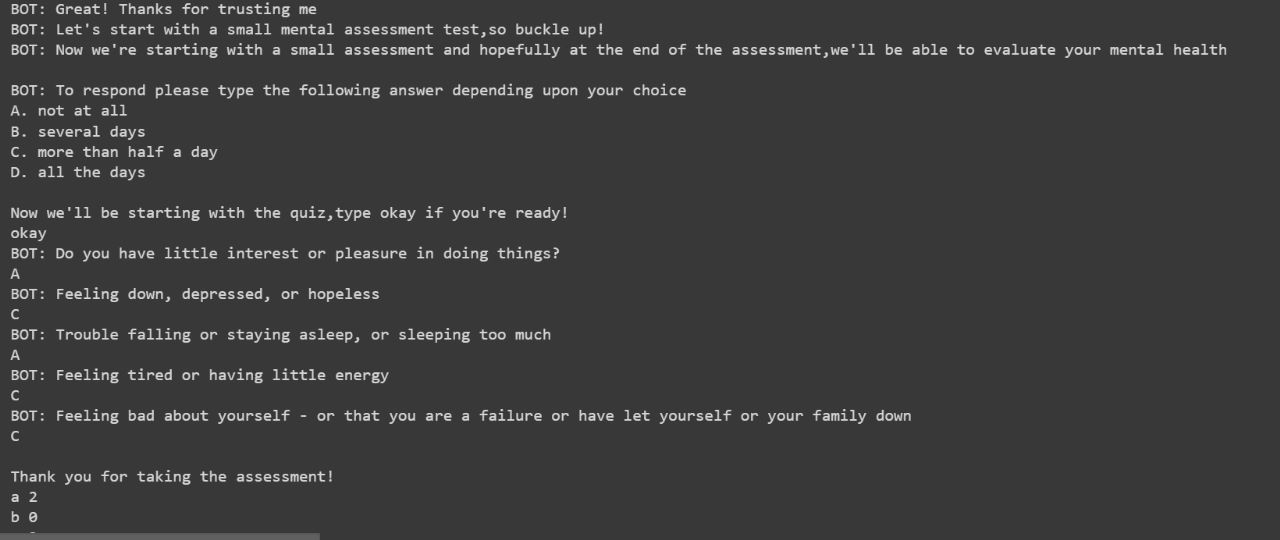 BOT: Great! Thanks for trusting me
BOT: Let's start with a small mental assessment test,so buckle up!
BOT: Now we're starting with a small assessment and hopefully at the end of the assessment,we'll be able to evaluate your mental health
BOT: To respond please type the following answer depending upon your choice
A. not at all
B. several days
C. more than half a day
D. all the days
Now we'll be starting with the quiz,type okay if you're ready!
okay
BOT: Do you have little interest or pleasure in doing things?
A
BOT: Feeling down, depressed, or hopeless
C
BOT: Trouble falling or staying asleep, or sleeping too much
A
BOT: Feeling tired or having little energy
C
BOT: Feeling bad about yourself - or that you are a failure or have let yourself or your family down
C
Thank you for taking the assessment!
a 2
b 0